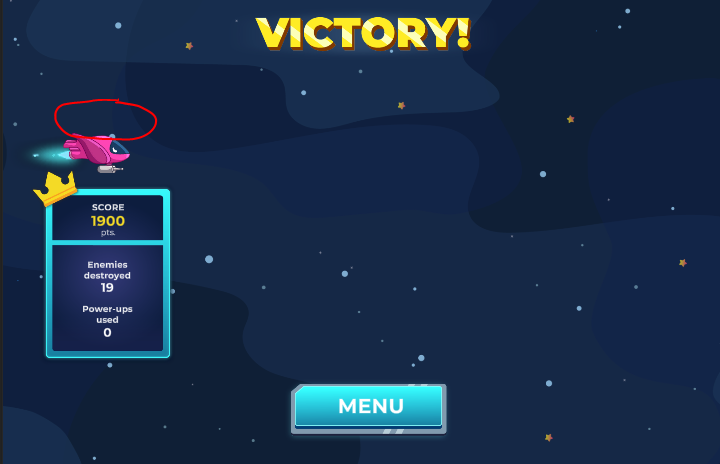 VICTORY!
SCORE
1900
pts.
Enemies
destroyed
19
Power-ups
used
0
MENU